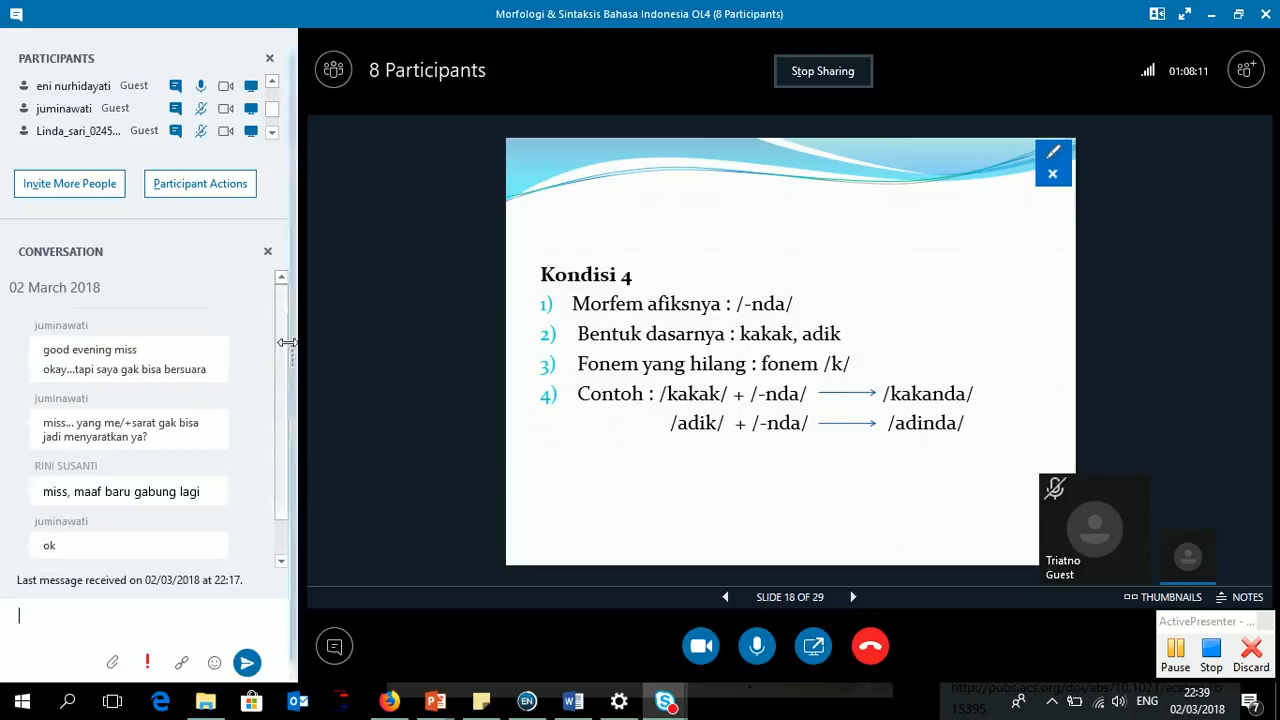 Morfologi & Sintaksis Bahasa Indonesia OL4 (8 Participants)
PARTICIPANTS
eni nurhidayati Guest
juminawati Guest
Linda_sari_0245... Guest
Invite More People
Participant Actions
CONVERSATION
02 March 2018
juminawati
good evening miss
okay...tapi saya gak bisa bersuara
juminawati
miss... yang me/+sarat gak bisa
jadi menyaratkan ya?
RINI SUSANTI
miss, maaf baru gabung lagi
juminawati
ok
Last message received on 02/03/2018 at 22:17.
8 Participants
Stop Sharing
01:08:11
Kondisi 4
1) Morfem afiksnya : /-nda/
2) Bentuk dasarnya : kakak, adik
3) Fonem yang hilang : fonem /k/
4) Contoh : /kakak/ + /-nda/ → /kakanda/
/adik/ + /-nda/ → /adinda/
Triatno
Guest
SLIDE 18 OF 29
THUMBNAILS
NOTES
ActivePresenter - ...
Pause
Stop
Discard
EN
ENG
22:39
02/03/2018
7
15395